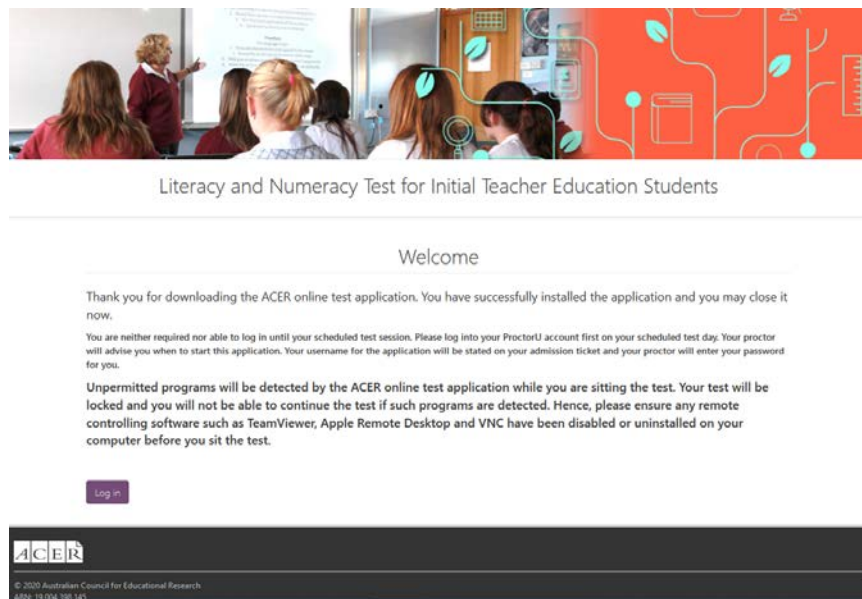 Literacy and Numeracy Test for Initial Teacher Education Students
Welcome
Thank you for downloading the ACER online test application. You have successfully installed the application and you may close it
now.
You are neither required nor able to log in until your scheduled test session. Please log into your ProctorU account first on your scheduled test day. Your proctor
will advise you when to start this application. Your username for the application will be stated on your admission ticket and your proctor will enter your password
for you.
Unpermitted programs will be detected by the ACER online test application while you are sitting the test. Your test will be
locked and you will not be able to continue the test if such programs are detected. Hence, please ensure any remote
controlling software such as TeamViewer, Apple Remote Desktop and VNC have been disabled or uninstalled on your
computer before you sit the test.
Log in
ACER
© 2020 Australian Council for Educational Research
ABN: 19 004 398 145